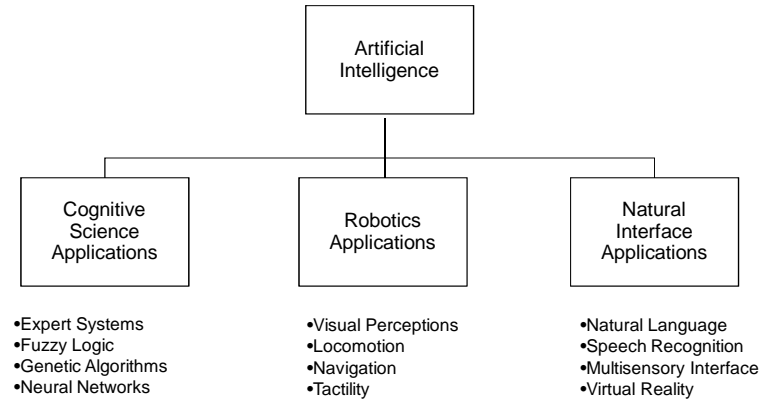 Artificial
Intelligence
Cognitive
Science
Applications
Robotics
Applications
Natural
Interface
Applications
•Expert Systems
•Fuzzy Logic
•Genetic Algorithms
•Neural Networks
•Visual Perceptions
•Locomotion
•Navigation
•Tactility
•Natural Language
•Speech Recognition
•Multisensory Interface
•Virtual Reality